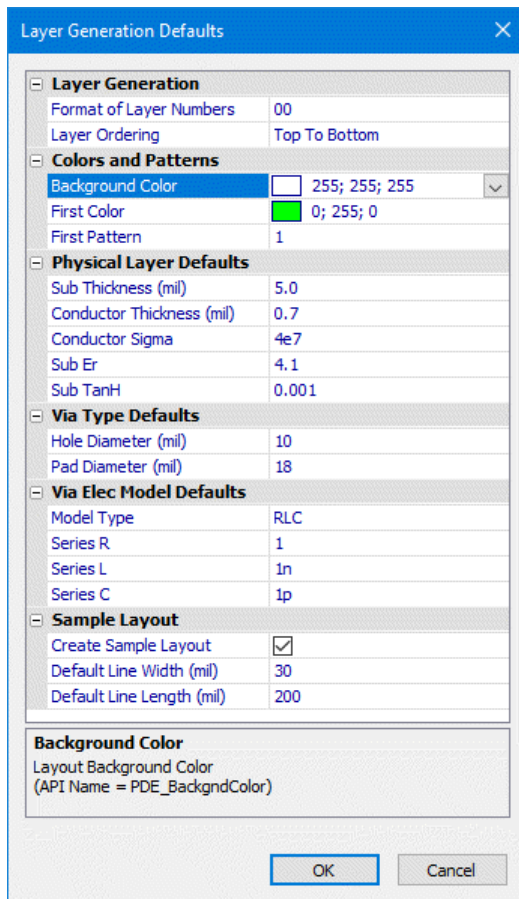 Layer Generation Defaults
Layer Generation
Format of Layer Numbers 00
Layer Ordering Top To Bottom
Colors and Patterns
Background Color 255; 255; 255
First Color 0; 255; 0
First Pattern 1
Physical Layer Defaults
Sub Thickness (mil) 5.0
Conductor Thickness (mil) 0.7
Conductor Sigma 4e7
Sub Er 4.1
Sub TanH 0.001
Via Type Defaults
Hole Diameter (mil) 10
Pad Diameter (mil) 18
Via Elec Model Defaults
Model Type RLC
Series R 1
Series L 1n
Series C 1p
Sample Layout
Create Sample Layout
Default Line Width (mil) 30
Default Line Length (mil) 200
Background Color
Layout Background Color
(API Name = PDE_BackgndColor)
OK Cancel